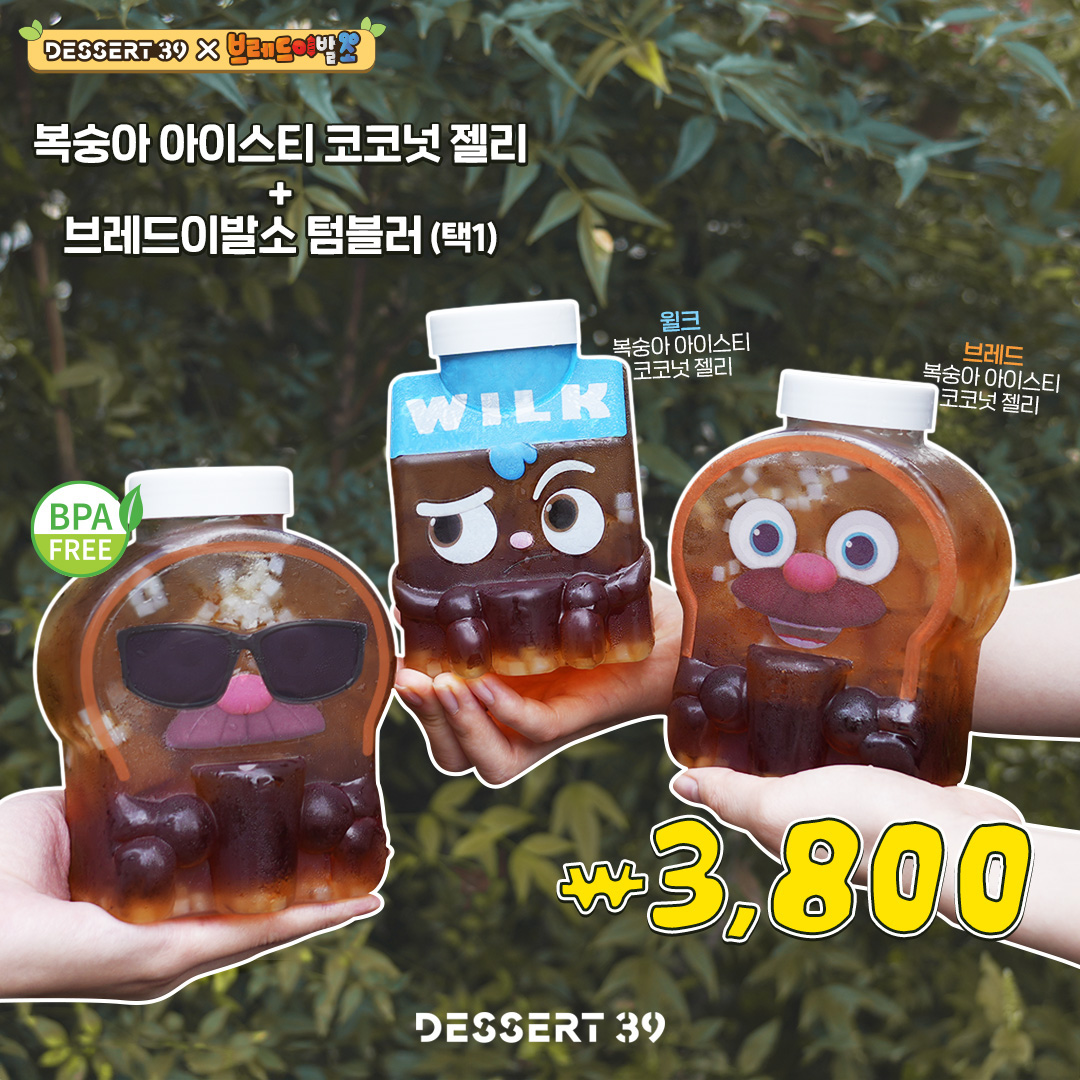 DESSERT 39 × 브레드이발쏘
복숭아 아이스티 코코넛 젤리
+
브레드이발소 텀블러 (택1)
윌크
복숭아 아이스티
코코넛 젤리
브레드
복숭아 아이스티
코코넛 젤리
WILK
BPA
FREE
₩3,800
DESSERT 39